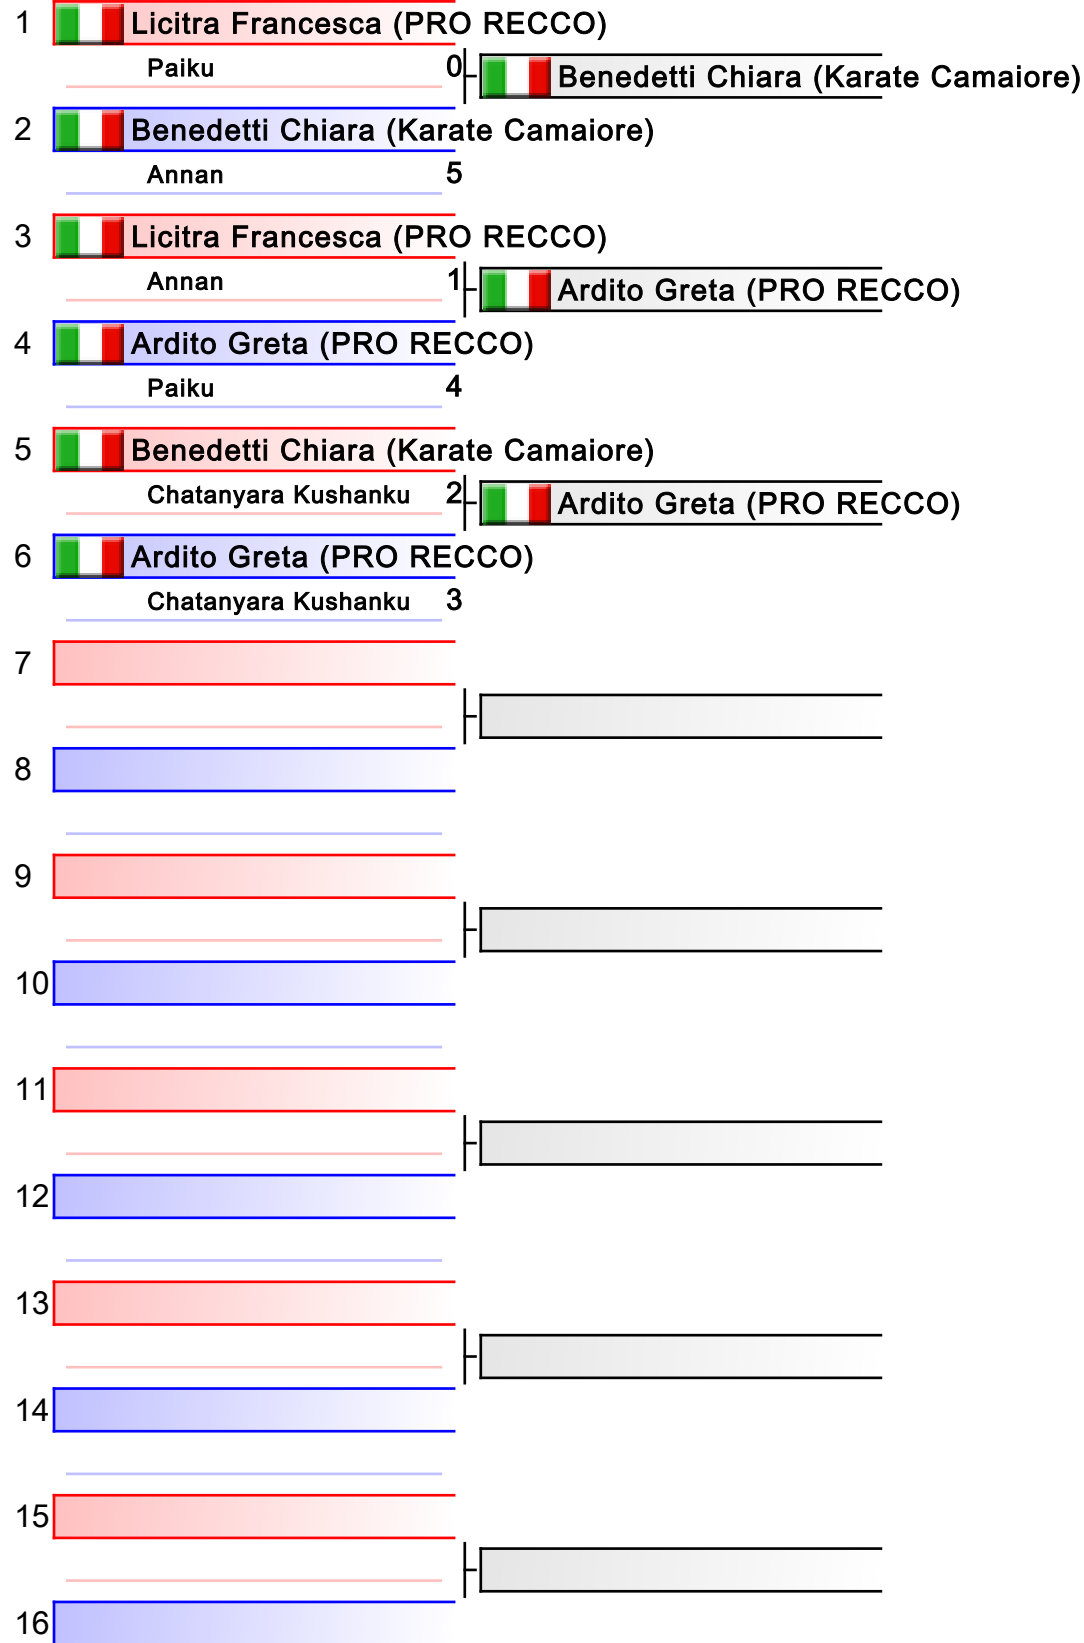 1 Licitra Francesca (PRO RECCO)
Paiku 0
Benedetti Chiara (Karate Camaiore)
2 Benedetti Chiara (Karate Camaiore)
Annan 5
3 Licitra Francesca (PRO RECCO)
Annan 1
Ardito Greta (PRO RECCO)
4 Ardito Greta (PRO RECCO)
Paiku 4
5 Benedetti Chiara (Karate Camaiore)
Chatanyara Kushanku 2
Ardito Greta (PRO RECCO)
6 Ardito Greta (PRO RECCO)
Chatanyara Kushanku 3
7
8
9
10
11
12
13
14
15
16